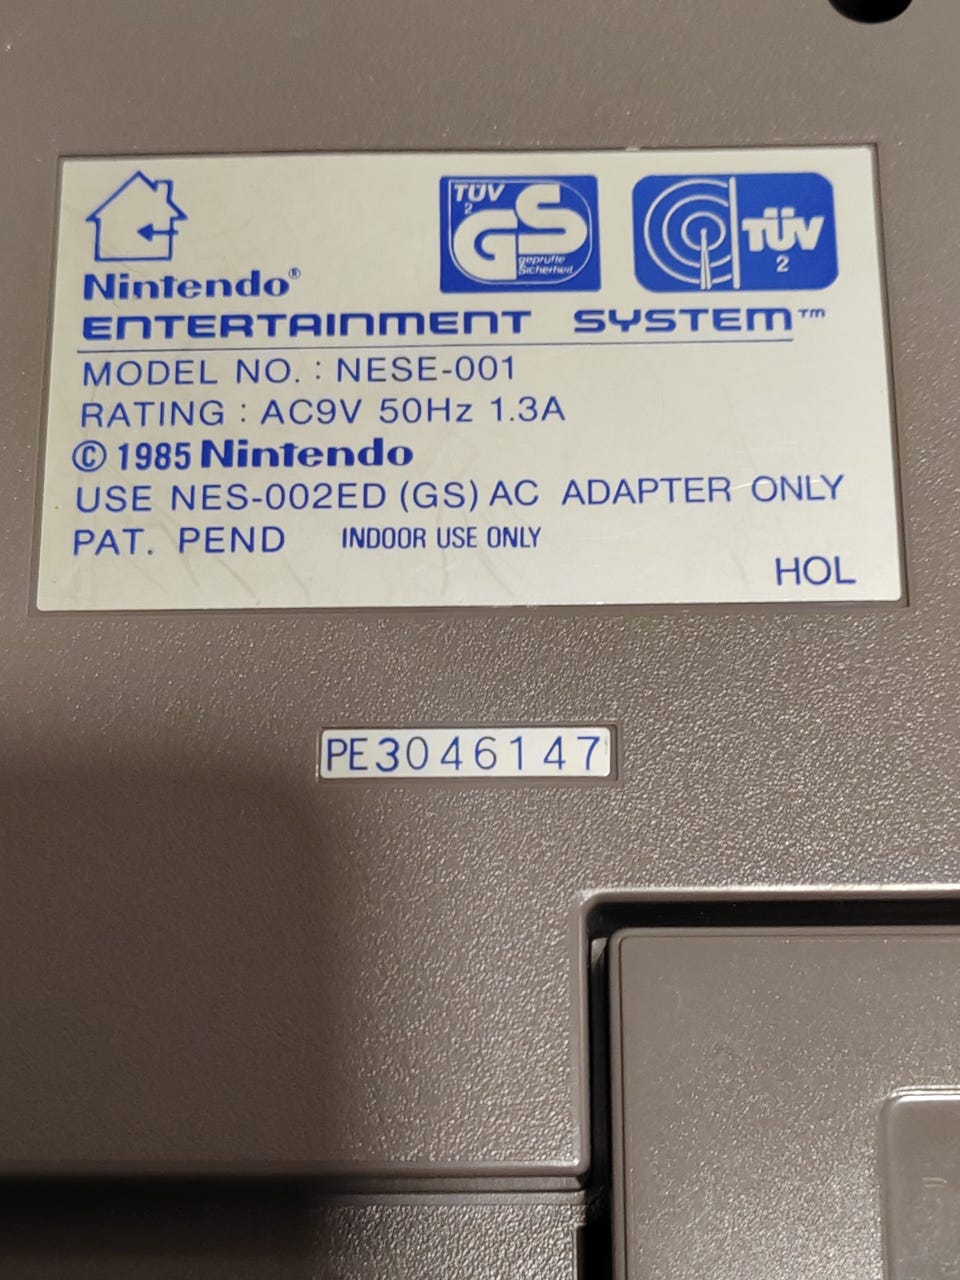 TÜV
2
GS
geprüfte
Sicherheit
TÜV
2
Nintendo®
ENTERTAINMENT SYSTEM™
MODEL NO. : NESE-001
RATING : AC9V 50Hz 1.3A
© 1985 Nintendo
USE NES-002ED (GS) AC ADAPTER ONLY
PAT. PEND INDOOR USE ONLY
HOL
PE3046147